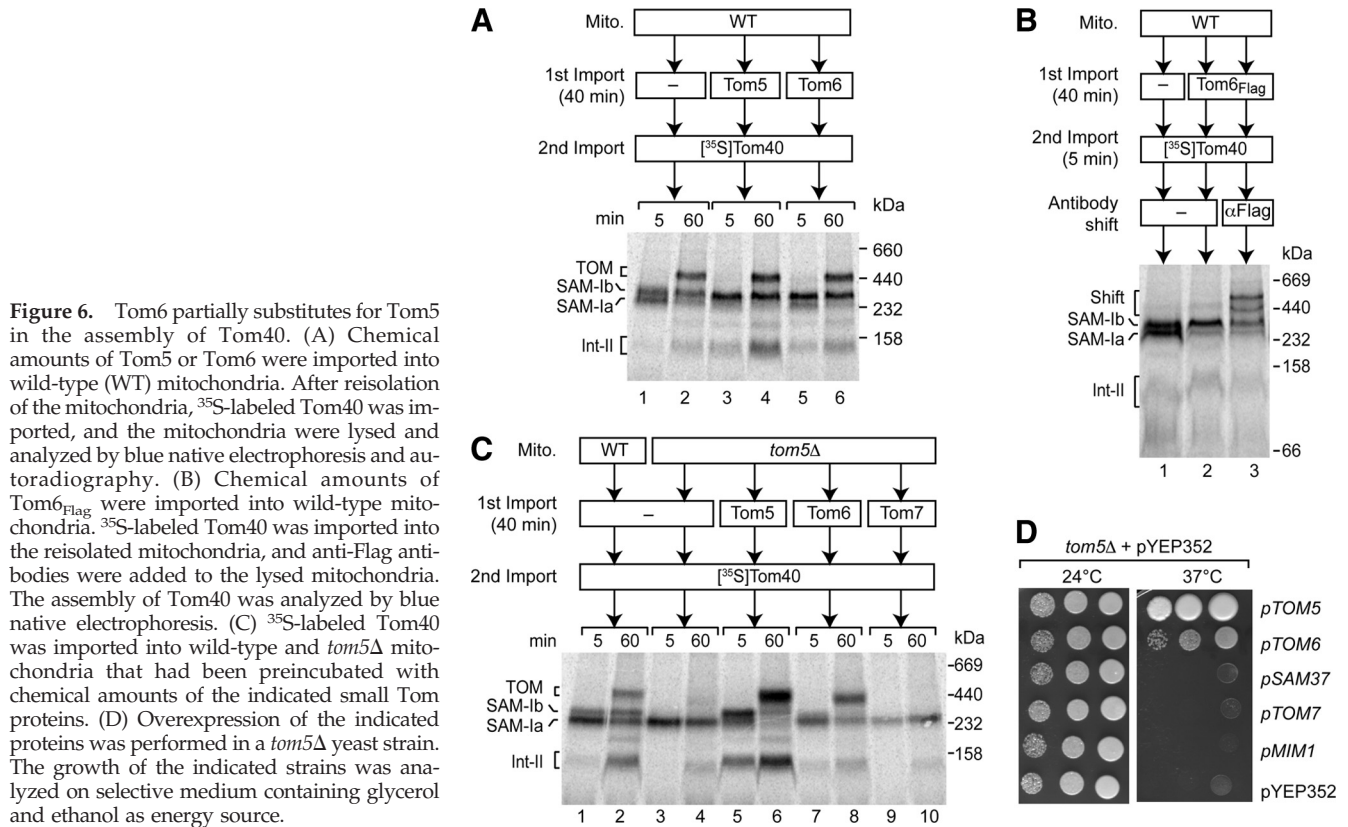 Figure 6. Tom6 partially substitutes for Tom5
in the assembly of Tom40. (A) Chemical
amounts of Tom5 or Tom6 were imported into
wild-type (WT) mitochondria. After reisolation
of the mitochondria, ³⁵S-labeled Tom40 was im-
ported, and the mitochondria were lysed and
analyzed by blue native electrophoresis and au-
toradiography. (B) Chemical amounts of
Tom6Flag were imported into wild-type mito-
chondria. ³⁵S-labeled Tom40 was imported into
the reisolated mitochondria, and anti-Flag anti-
bodies were added to the lysed mitochondria.
The assembly of Tom40 was analyzed by blue
native electrophoresis. (C) ³⁵S-labeled Tom40
was imported into wild-type and tom5Δ mito-
chondria that had been preincubated with
chemical amounts of the indicated small Tom
proteins. (D) Overexpression of the indicated
proteins was performed in a tom5Δ yeast strain.
The growth of the indicated strains was ana-
lyzed on selective medium containing glycerol
and ethanol as energy source.
A
Mito. WT
1st Import
(40 min)
– Tom5 Tom6
2nd Import [³⁵S]Tom40
min 5 60 5 60 5 60 kDa
660
TOM 440
SAM-Ib
SAM-Ia 232
158
Int-II
1 2 3 4 5 6
B
Mito. WT
1st Import
(40 min)
– Tom6Flag
2nd Import
(5 min)
[³⁵S]Tom40
Antibody
shift
– αFlag
kDa
669
Shift 440
SAM-Ib
SAM-Ia 232
158
Int-II
66
1 2 3
C
Mito. WT tom5Δ
1st Import
(40 min)
– Tom5 Tom6 Tom7
2nd Import [³⁵S]Tom40
min 5 60 5 60 5 60 5 60 5 60 kDa
669
TOM 440
SAM-Ib
SAM-Ia 232
158
Int-II
1 2 3 4 5 6 7 8 9 10
D
tom5Δ + pYEP352
24°C 37°C
pTOM5
pTOM6
pSAM37
pTOM7
pMIM1
pYEP352